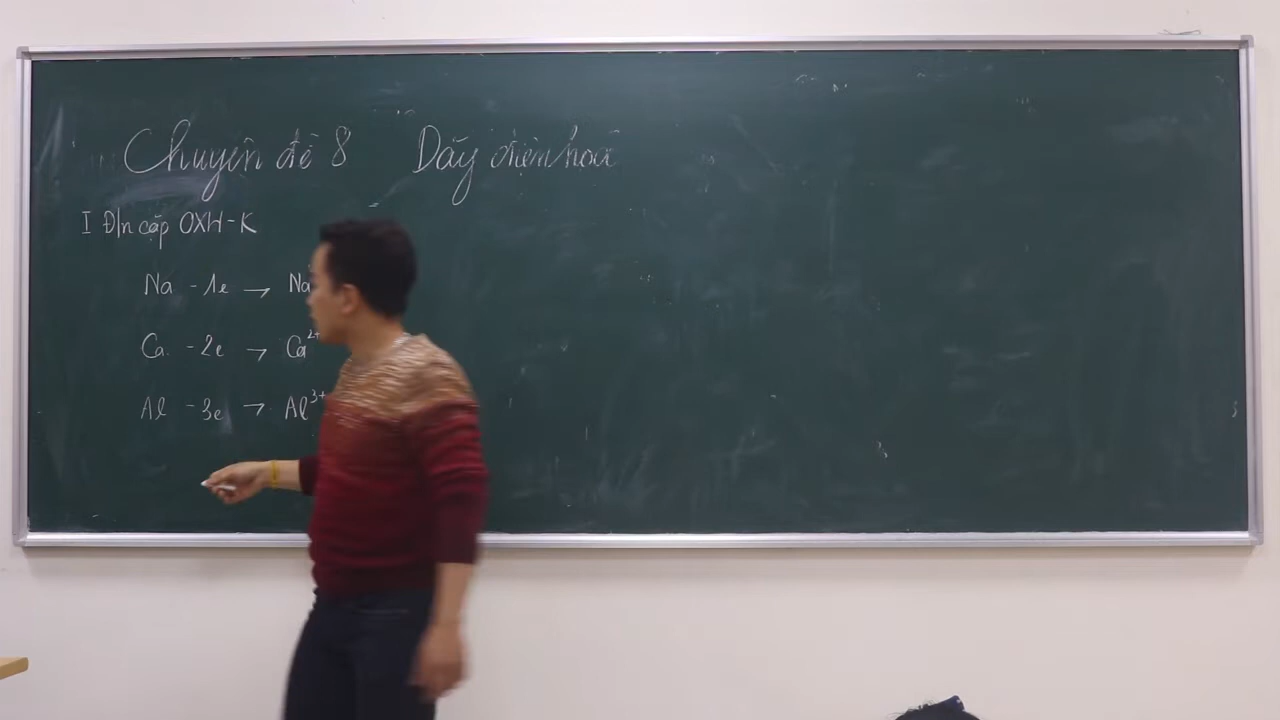 Chuyên đề 8 Dãy điện hoá
I Đ/n cặp OXH-K
Na - 1e → Na
Ca - 2e → Ca²⁺
Al - 3e → Al³⁺